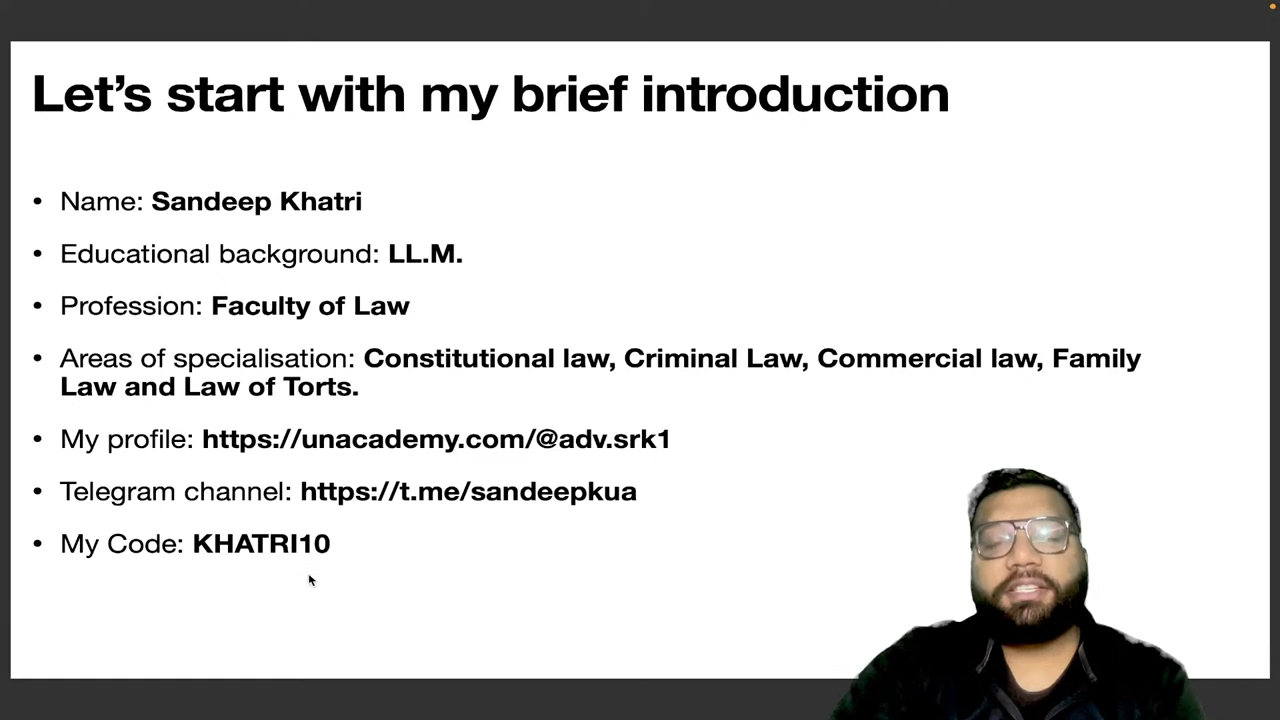 Let's start with my brief introduction
• Name: Sandeep Khatri
• Educational background: LL.M.
• Profession: Faculty of Law
• Areas of specialisation: Constitutional law, Criminal Law, Commercial law, Family
Law and Law of Torts.
• My profile: https://unacademy.com/@adv.srk1
• Telegram channel: https://t.me/sandeepkua
• My Code: KHATRI10